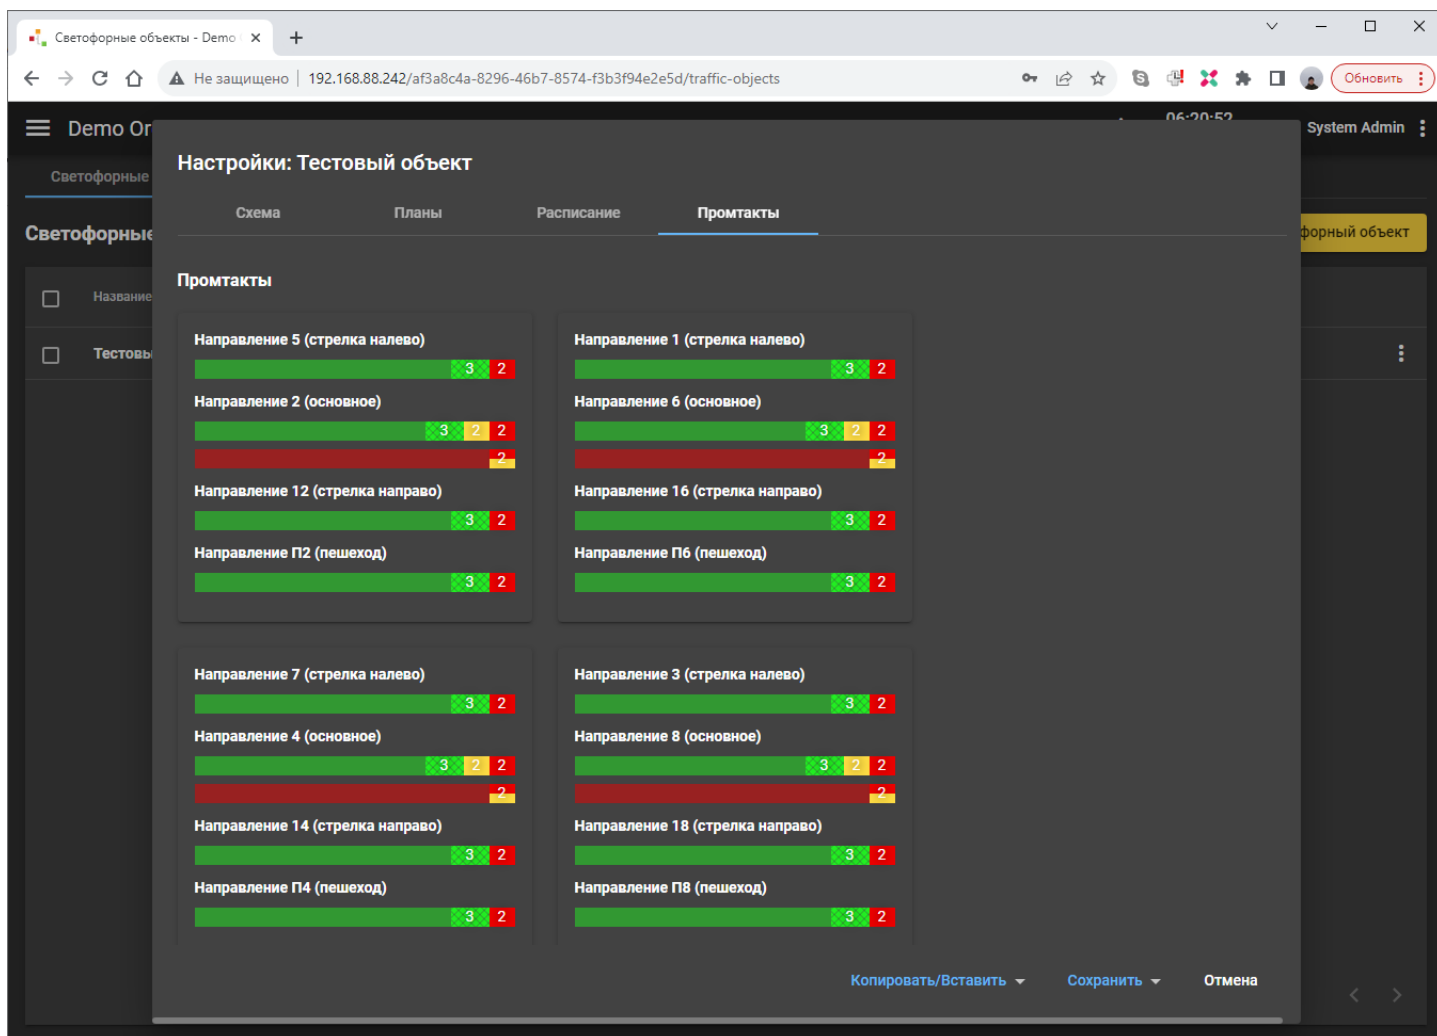 Светофорные объекты - Demo
Не защищено 192.168.88.242/af3a8c4a-8296-46b7-8574-f3b3f94e2e5d/traffic-objects
Обновить
Demo Or
06:20:52
System Admin
Светофорные
Светофорные
форный объект
Название
Тестовы
Настройки: Тестовый объект
Схема Планы Расписание Промтакты
Промтакты
Направление 5 (стрелка налево)
3 2
Направление 2 (основное)
3 2 2
2
Направление 12 (стрелка направо)
3 2
Направление П2 (пешеход)
3 2
Направление 1 (стрелка налево)
3 2
Направление 6 (основное)
3 2 2
2
Направление 16 (стрелка направо)
3 2
Направление П6 (пешеход)
3 2
Направление 7 (стрелка налево)
3 2
Направление 4 (основное)
3 2 2
2
Направление 14 (стрелка направо)
3 2
Направление П4 (пешеход)
3 2
Направление 3 (стрелка налево)
3 2
Направление 8 (основное)
3 2 2
2
Направление 18 (стрелка направо)
3 2
Направление П8 (пешеход)
3 2
Копировать/Вставить Сохранить Отмена